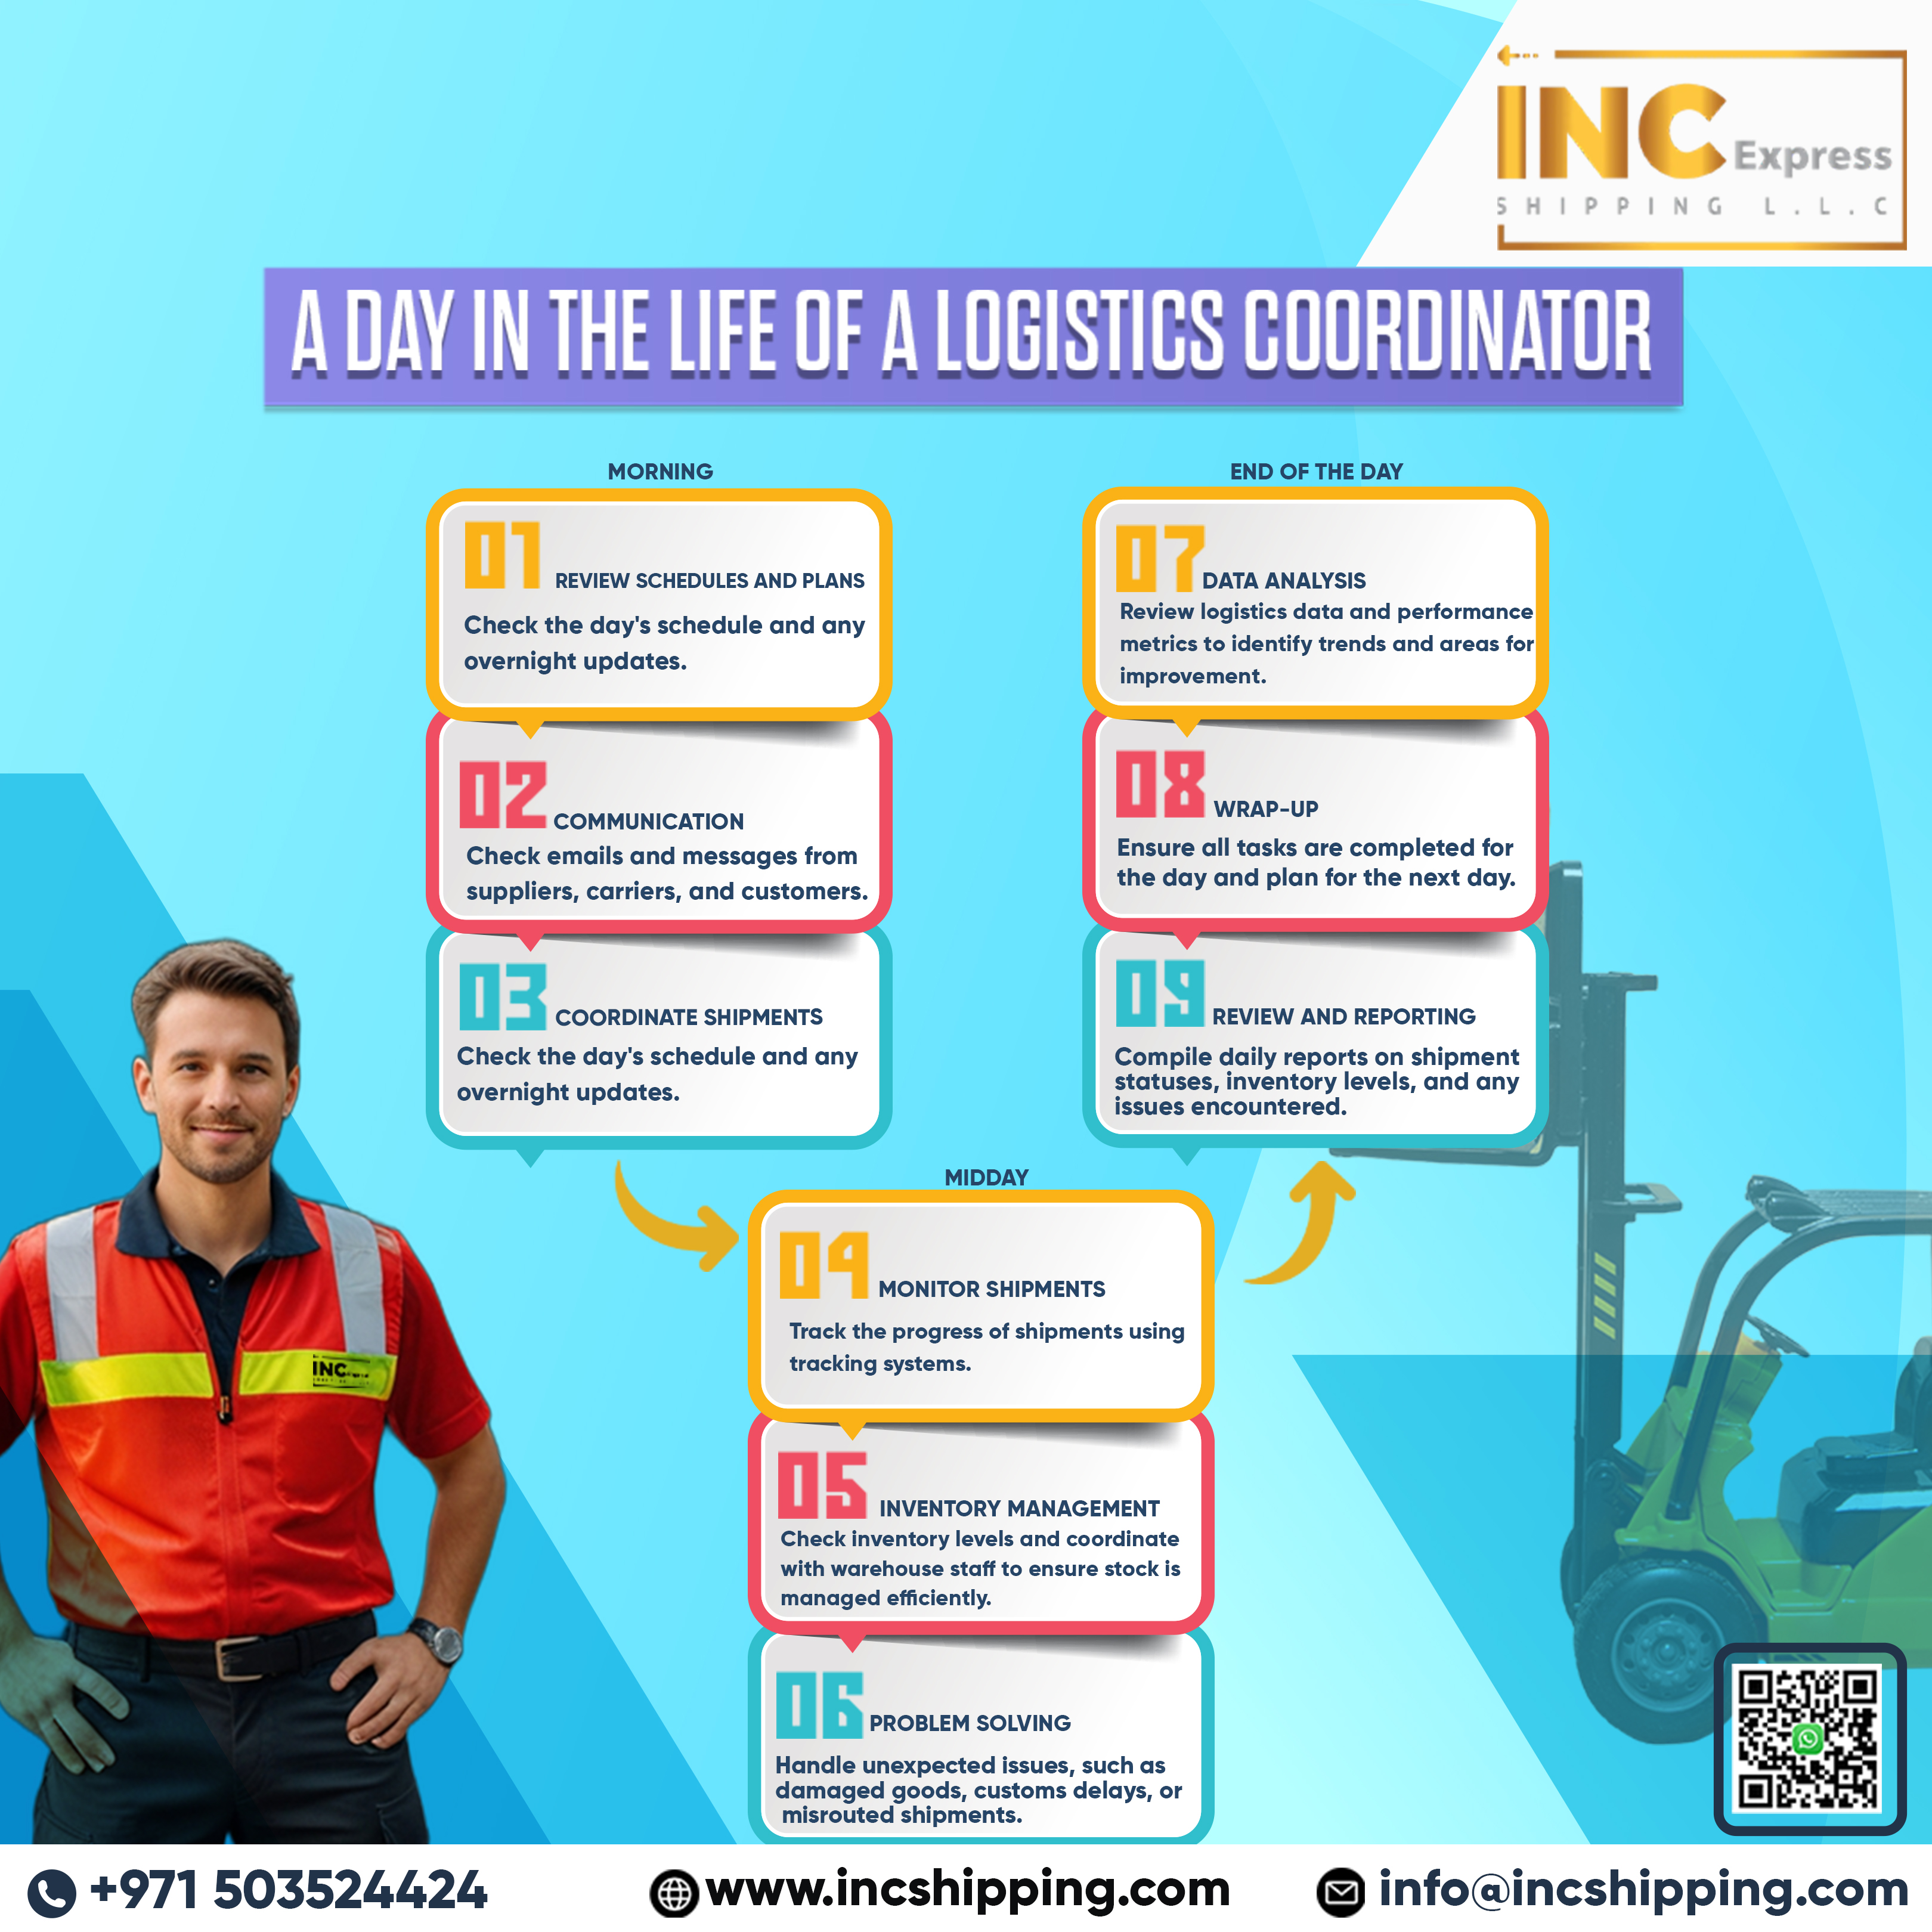 INC Express
SHIPPING L.L.C
A DAY IN THE LIFE OF A LOGISTICS COORDINATOR
MORNING
01 REVIEW SCHEDULES AND PLANS
Check the day's schedule and any
overnight updates.
02 COMMUNICATION
Check emails and messages from
suppliers, carriers, and customers.
03 COORDINATE SHIPMENTS
Check the day's schedule and any
overnight updates.
MIDDAY
04 MONITOR SHIPMENTS
Track the progress of shipments using
tracking systems.
05 INVENTORY MANAGEMENT
Check inventory levels and coordinate
with warehouse staff to ensure stock is
managed efficiently.
06 PROBLEM SOLVING
Handle unexpected issues, such as
damaged goods, customs delays, or
misrouted shipments.
END OF THE DAY
07 DATA ANALYSIS
Review logistics data and performance
metrics to identify trends and areas for
improvement.
08 WRAP-UP
Ensure all tasks are completed for
the day and plan for the next day.
09 REVIEW AND REPORTING
Compile daily reports on shipment
statuses, inventory levels, and any
issues encountered.
INC
+971 503524424
www.incshipping.com
info@incshipping.com